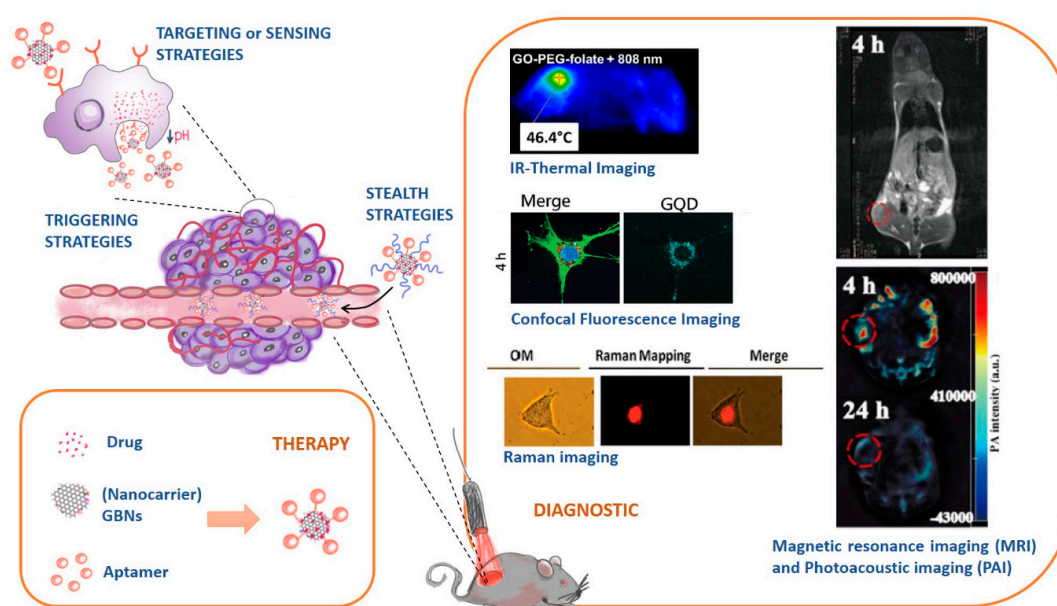 TARGETING or SENSING
STRATEGIES
↓pH
TRIGGERING
STRATEGIES
STEALTH
STRATEGIES
Drug
THERAPY
(Nanocarrier)
GBNs
Aptamer
GO-PEG-folate + 808 nm
46.4°C
IR-Thermal Imaging
Merge
GQD
4 h
Confocal Fluorescence Imaging
OM
Raman Mapping
Merge
Raman imaging
DIAGNOSTIC
4 h
4 h
24 h
800000
410000
-43000
PA intensity (a.u.)
Magnetic resonance imaging (MRI)
and Photoacoustic imaging (PAI)